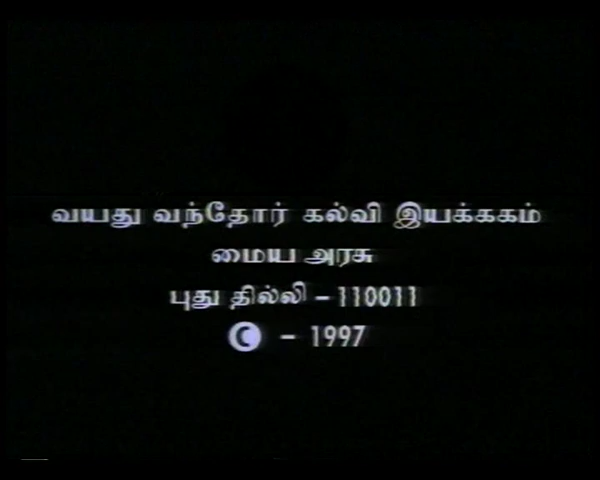 வயது வந்தோர் கல்வி இயக்ககம்
மைய அரசு
புது தில்லி – 110011
© – 1997